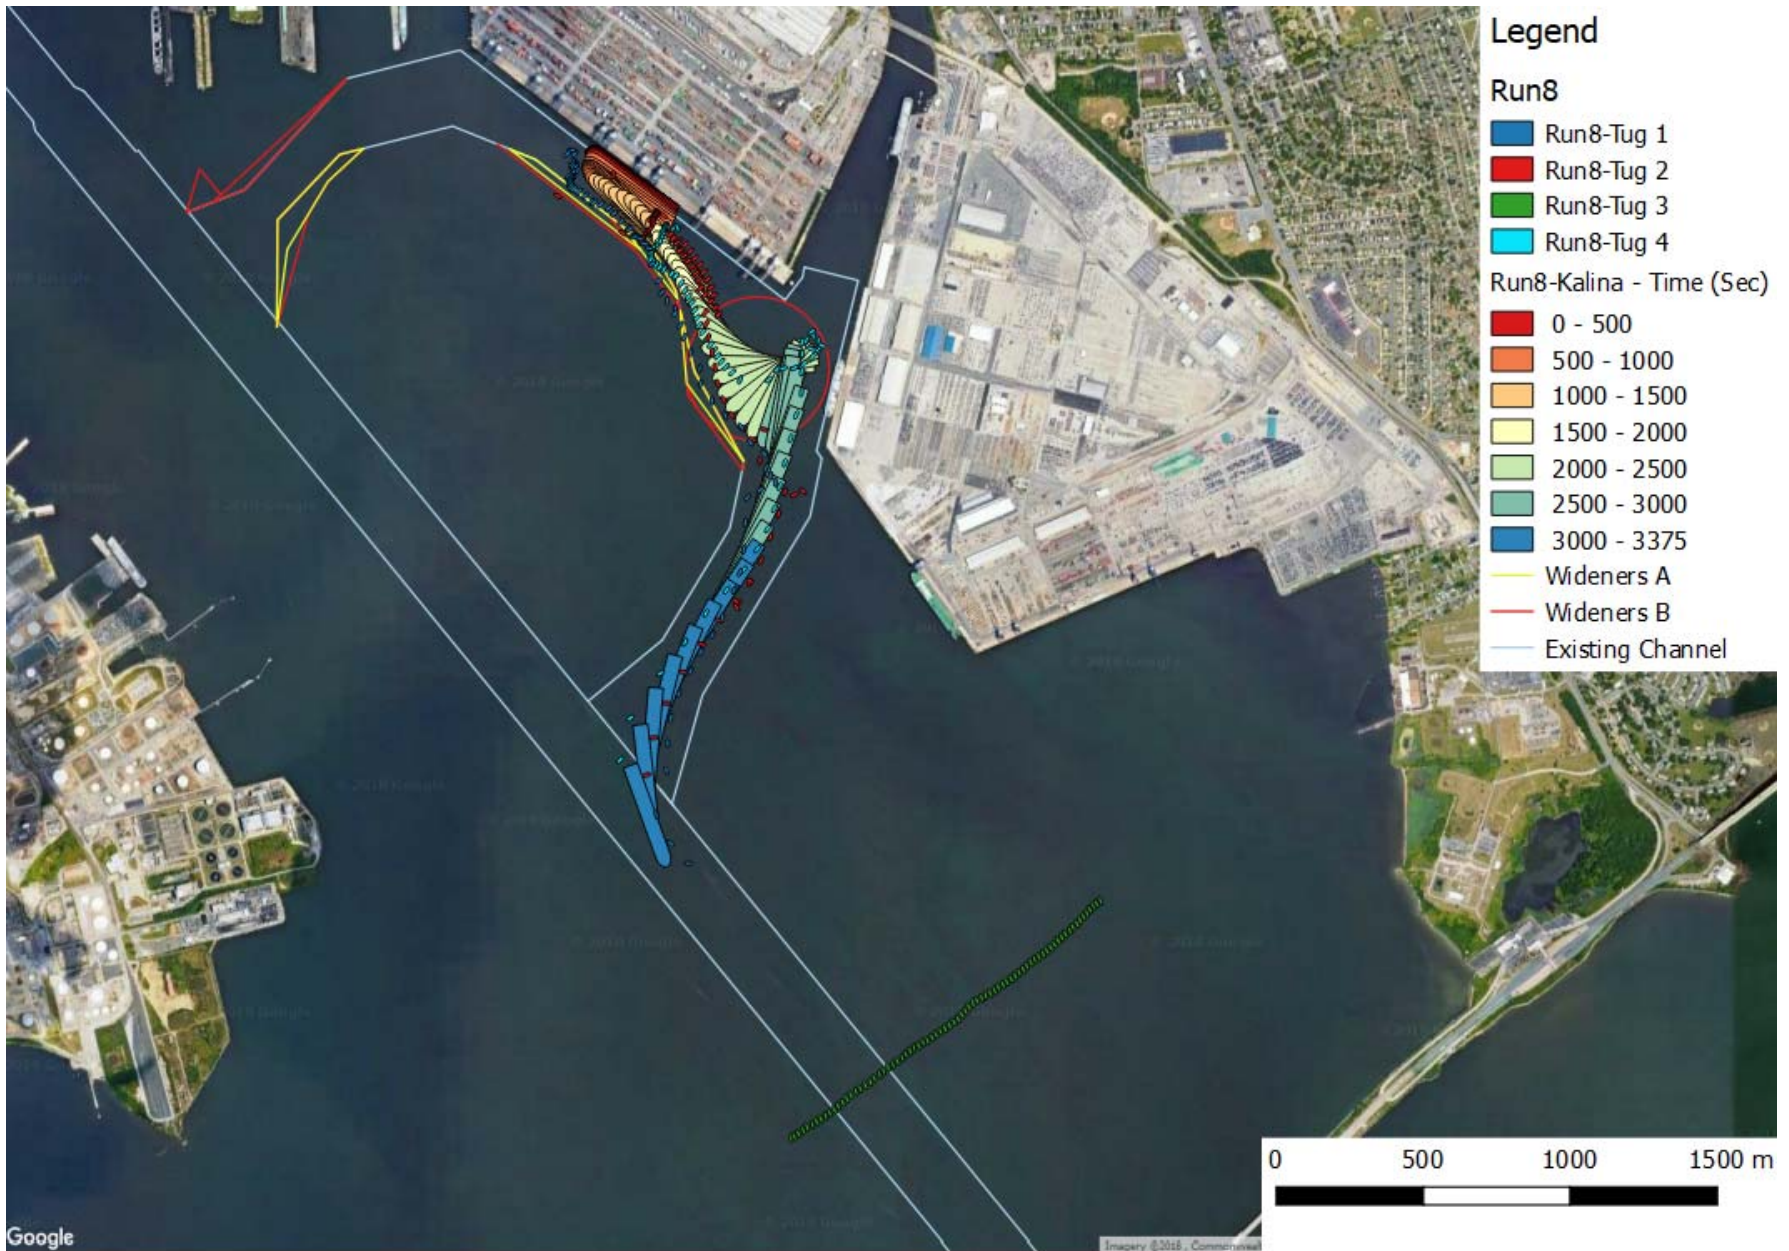 Legend
Run8
Run8-Tug 1
Run8-Tug 2
Run8-Tug 3
Run8-Tug 4
Run8-Kalina - Time (Sec)
0 - 500
500 - 1000
1000 - 1500
1500 - 2000
2000 - 2500
2500 - 3000
3000 - 3375
Wideners A
Wideners B
Existing Channel
0 500 1000 1500 m
Google